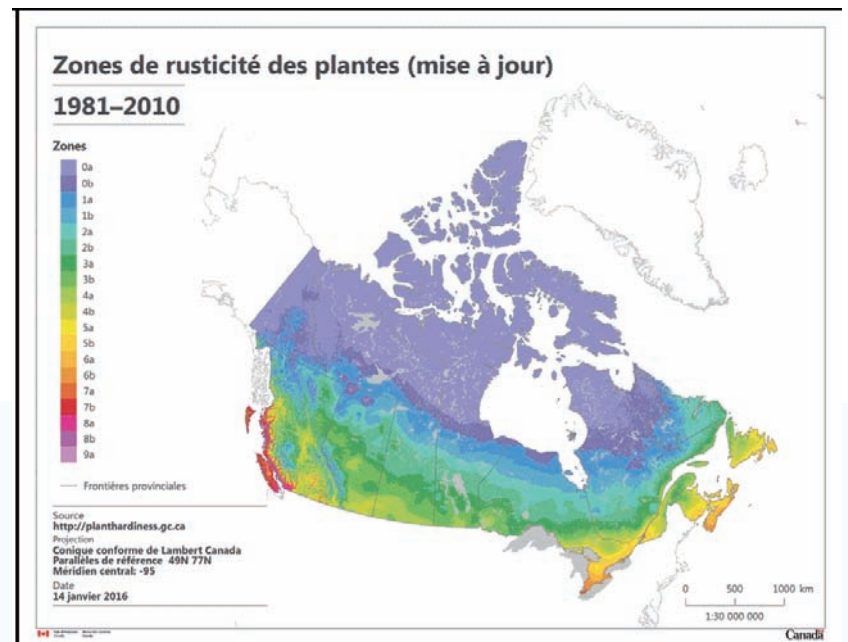 Zones de rusticité des plantes (mise à jour)
1981–2010
Zones
0a
0b
1a
1b
2a
2b
3a
3b
4a
4b
5a
5b
6a
6b
7a
7b
8a
8b
9a
Frontières provinciales
Source
http://planthardiness.gc.ca
Projection
Conique conforme de Lambert Canada
Parallèles de référence 49N 77N
Méridien central: -95
Date
14 janvier 2016
0 500 1000 km
1:30 000 000
Canada